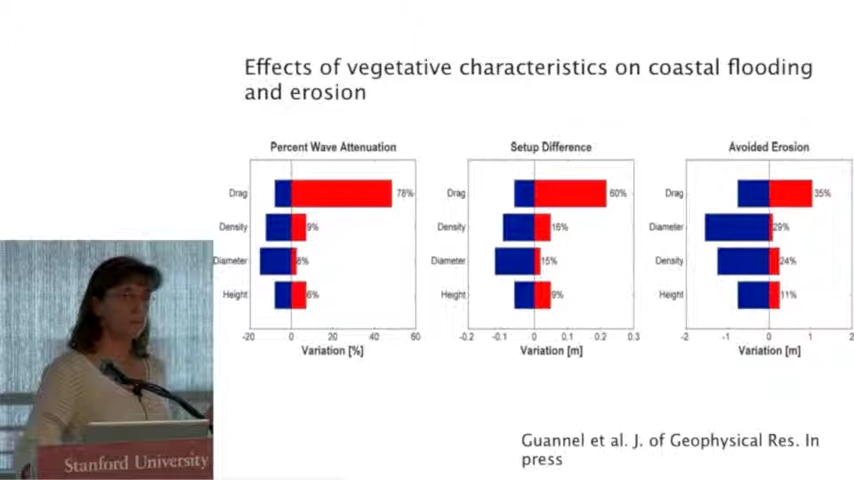 Effects of vegetative characteristics on coastal flooding
and erosion
Percent Wave Attenuation
Drag
78%
Density
9%
Diameter
Height
6%
-20 0 20 40 60
Variation [%]
Setup Difference
Drag
60%
Density
16%
Diameter
15%
Height
9%
-0.2 -0.1 0 0.1 0.2 0.3
Variation [m]
Avoided Erosion
Drag
35%
Diameter
29%
Density
24%
Height
11%
-2 -1 0 1 2
Variation [m]
Guannel et al. J. of Geophysical Res. In
press
Stanford University